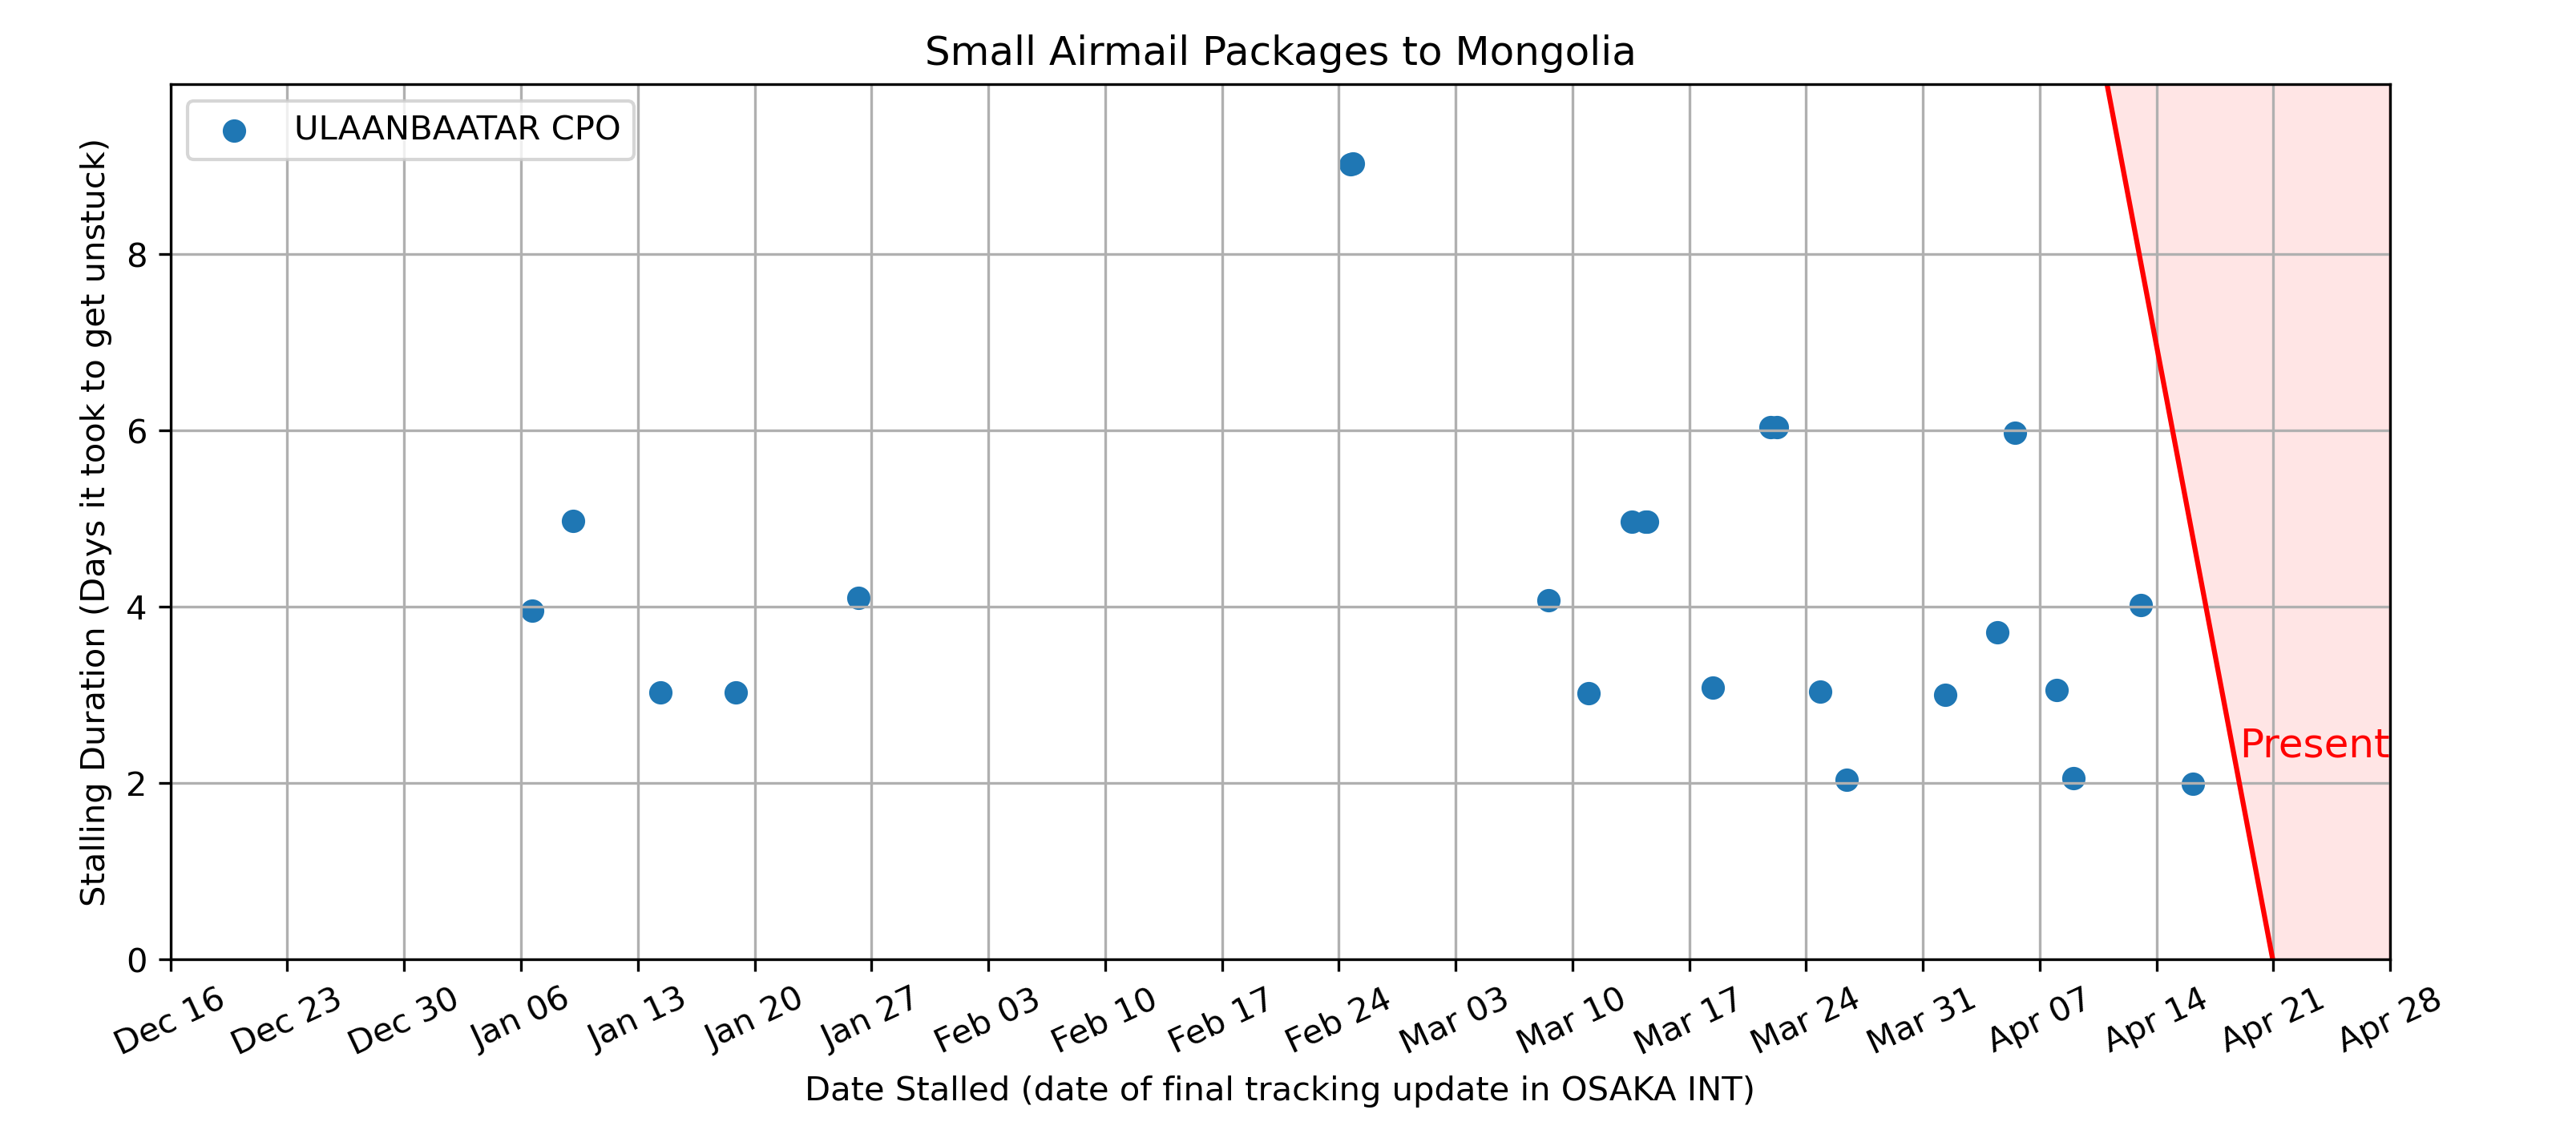 Small Airmail Packages to Mongolia
ULAANBAATAR CPO
Stalling Duration (Days it took to get unstuck)
8
6
4
2
0
Present
Dec 16
Dec 23
Dec 30
Jan 06
Jan 13
Jan 20
Jan 27
Feb 03
Feb 10
Feb 17
Feb 24
Mar 03
Mar 10
Mar 17
Mar 24
Mar 31
Apr 07
Apr 14
Apr 21
Apr 28
Date Stalled (date of final tracking update in OSAKA INT)